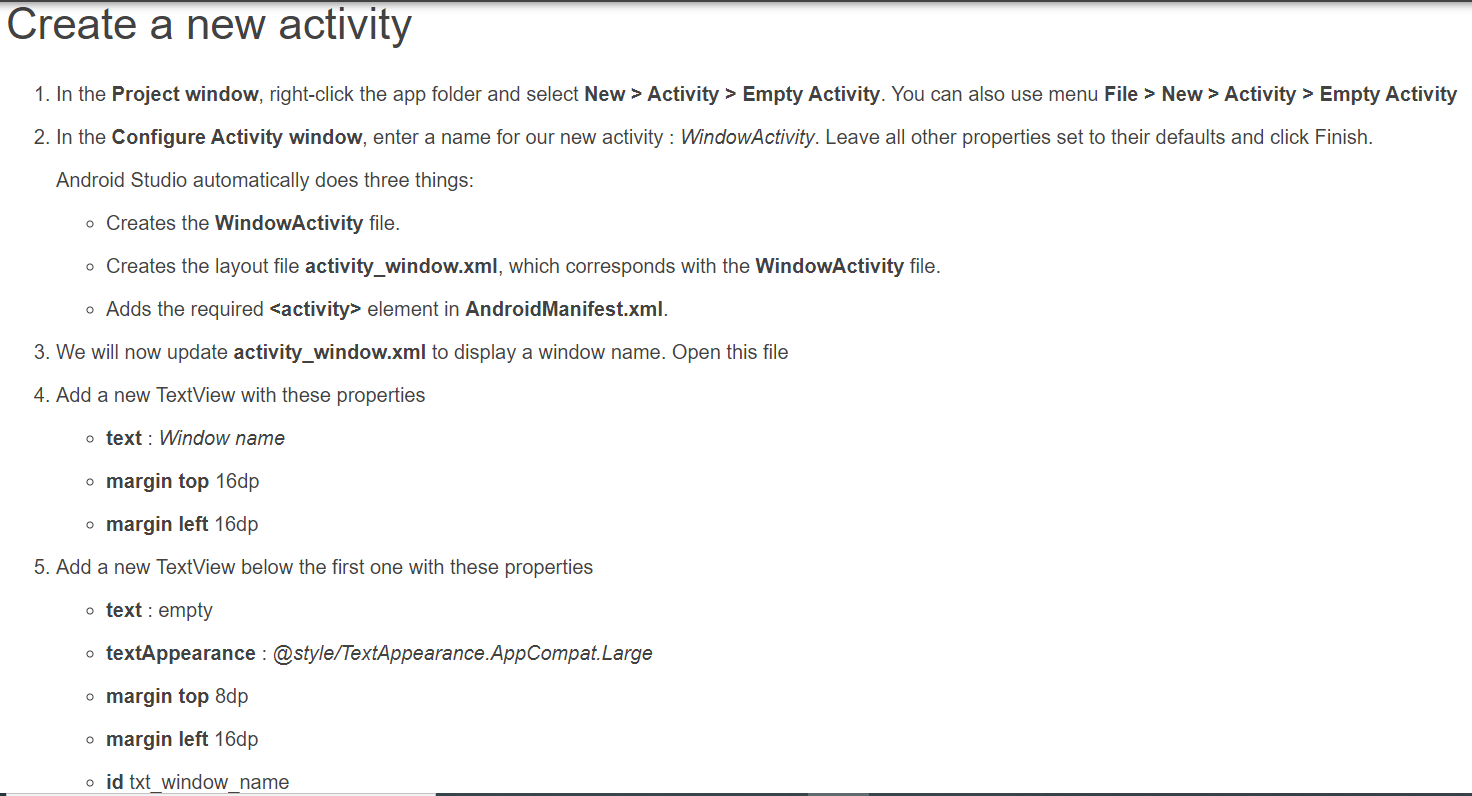 Create a new activity
1. In the Project window, right-click the app folder and select New > Activity > Empty Activity. You can also use menu File > New > Activity > Empty Activity
2. In the Configure Activity window, enter a name for our new activity : WindowActivity. Leave all other properties set to their defaults and click Finish.
Android Studio automatically does three things:
◦ Creates the WindowActivity file.
◦ Creates the layout file activity_window.xml, which corresponds with the WindowActivity file.
◦ Adds the required <activity> element in AndroidManifest.xml.
3. We will now update activity_window.xml to display a window name. Open this file
4. Add a new TextView with these properties
◦ text : Window name
◦ margin top 16dp
◦ margin left 16dp
5. Add a new TextView below the first one with these properties
◦ text : empty
◦ textAppearance : @style/TextAppearance.AppCompat.Large
◦ margin top 8dp
◦ margin left 16dp
◦ id txt_window_name